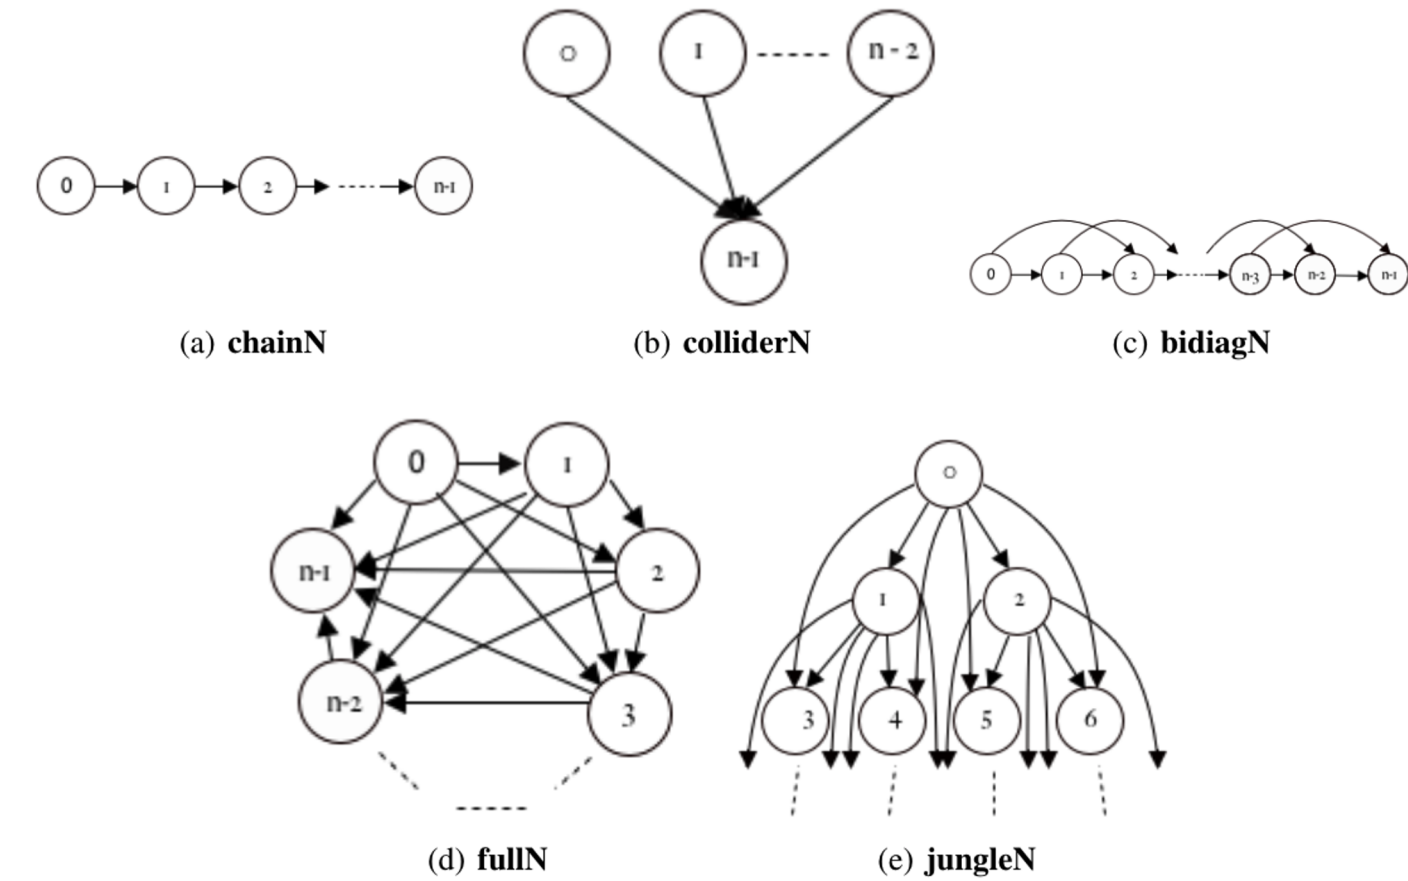 0 1 n - 2
0 1 2 n-1
n-1
0 1 2 n-3 n-2 n-1
(a) chainN
(b) colliderN
(c) bidiagN
0 1
n-1 2
n-2 3
0
1 2
3 4 5 6
(d) fullN
(e) jungleN